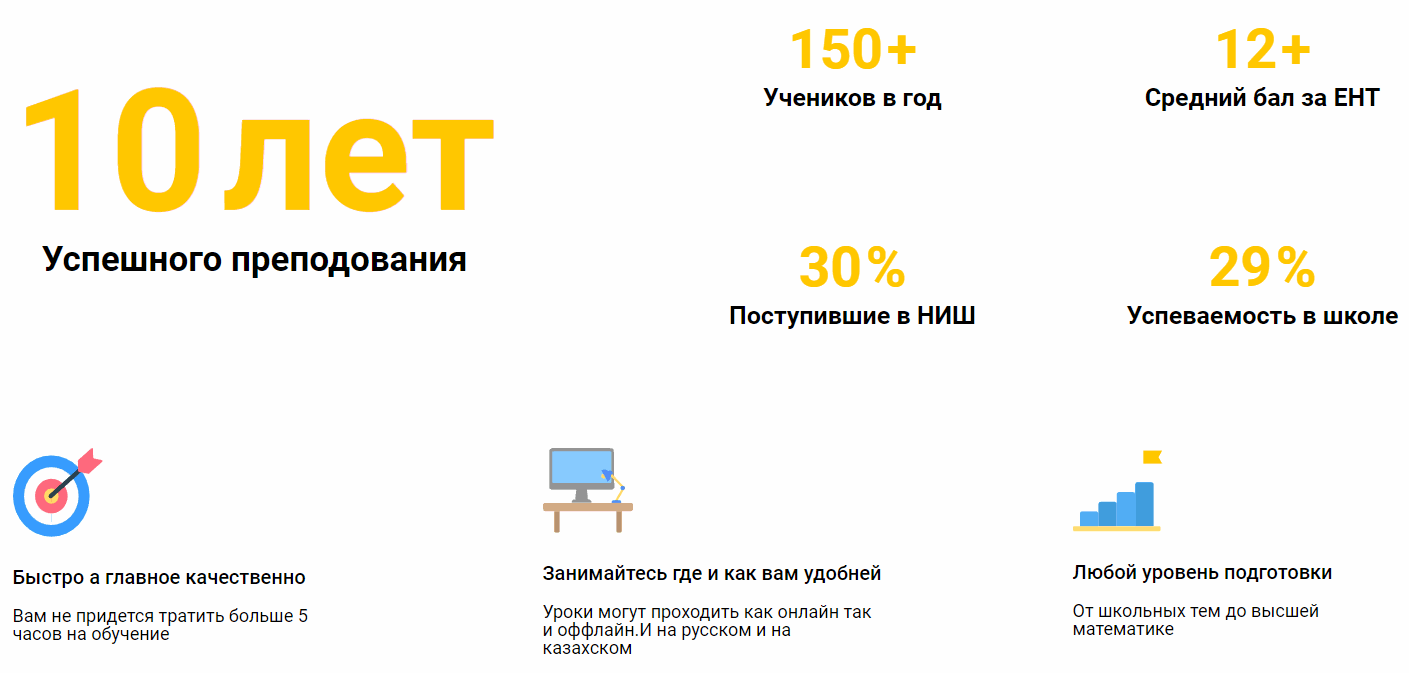 10 лет
Успешного преподования
150+
Учеников в год
12+
Средний бал за ЕНТ
30%
Поступившие в НИШ
29%
Успеваемость в школе
Быстро а главное качественно
Вам не придется тратить больше 5
часов на обучение
Занимайтесь где и как вам удобней
Уроки могут проходить как онлайн так
и оффлайн.И на русском и на
казахском
Любой уровень подготовки
От школьных тем до высшей
математике